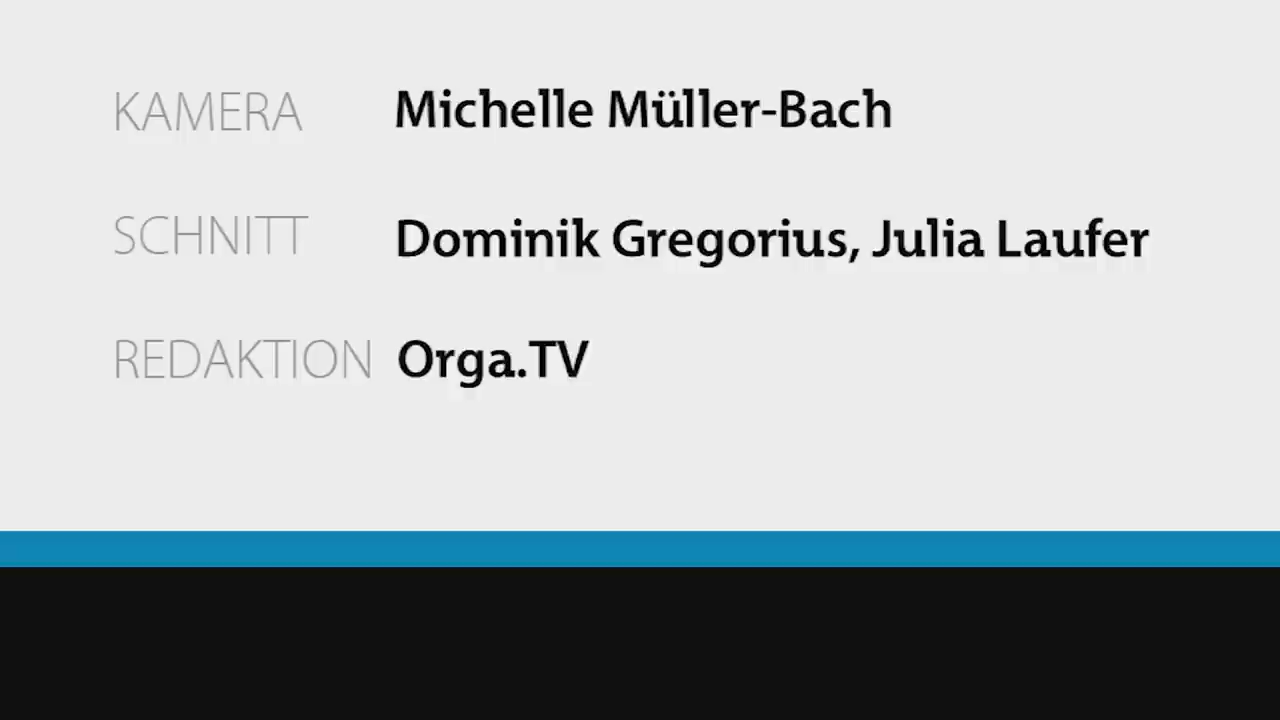 KAMERA Michelle Müller-Bach
SCHNITT Dominik Gregorius, Julia Laufer
REDAKTION Orga.TV